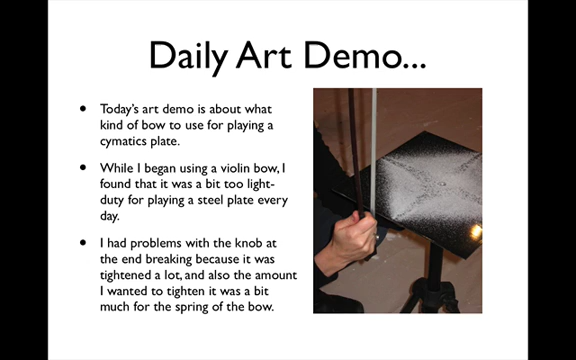 Daily Art Demo...
Today's art demo is about what
kind of bow to use for playing a
cymatics plate.
While I began using a violin bow, I
found that it was a bit too light-
duty for playing a steel plate every
day.
I had problems with the knob at
the end breaking because it was
tightened a lot, and also the amount
I wanted to tighten it was a bit
much for the spring of the bow.